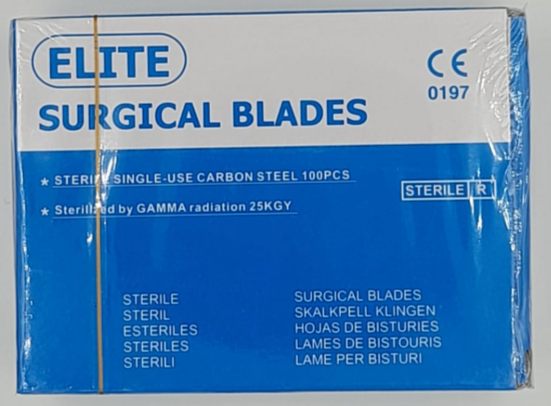 ELITE
CE
0197
SURGICAL BLADES
* STERILE SINGLE-USE CARBON STEEL 100PCS
STERILE R
* Sterilized by GAMMA radiation 25KGY
STERILE SURGICAL BLADES
STERIL SKALKPELL KLINGEN
ESTERILES HOJAS DE BISTURIES
STERILES LAMES DE BISTOURIS
STERILI LAME PER BISTURI